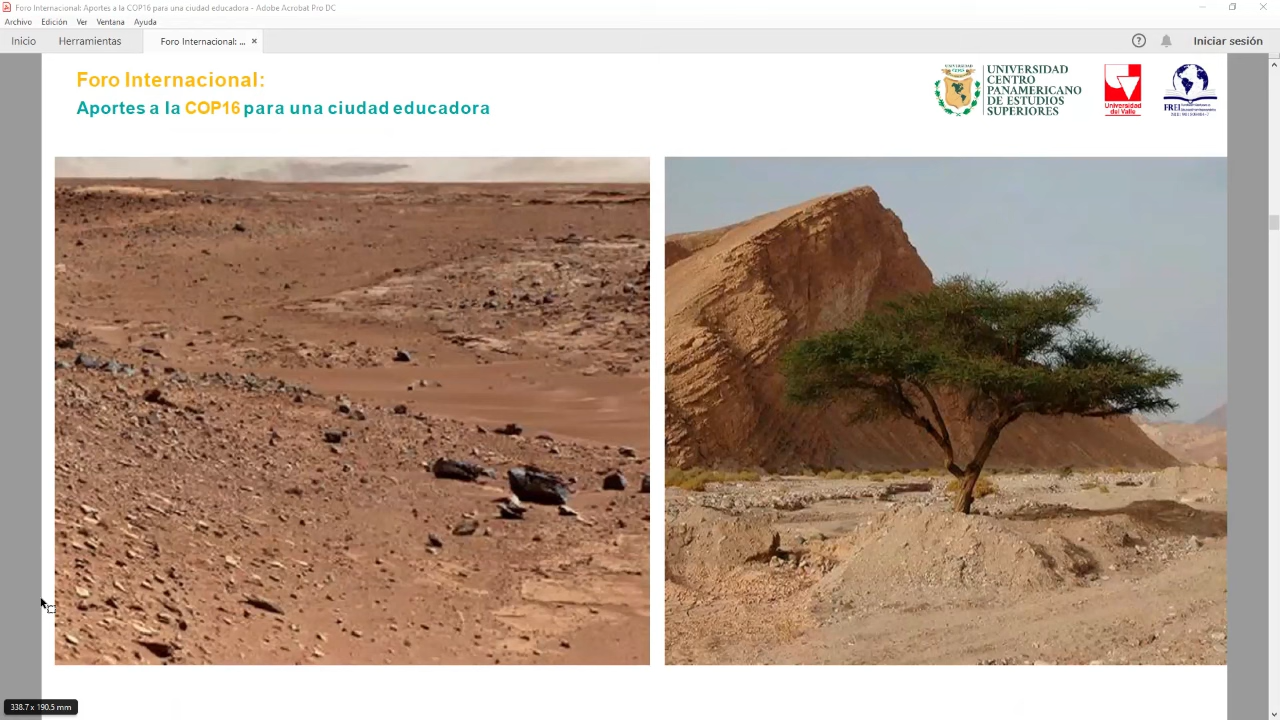 Foro Internacional: Aportes a la COP16 para una ciudad educadora - Adobe Acrobat Pro DC
Archivo Edición Ver Ventana Ayuda
Inicio Herramientas Foro Internacional: ... × Iniciar sesión
Foro Internacional:
Aportes a la COP16 para una ciudad educadora
UNIVERSIDAD
CENTRO
PANAMERICANO
DE ESTUDIOS
SUPERIORES
Universidad
del Valle
FREI
338.7 x 190.5 mm